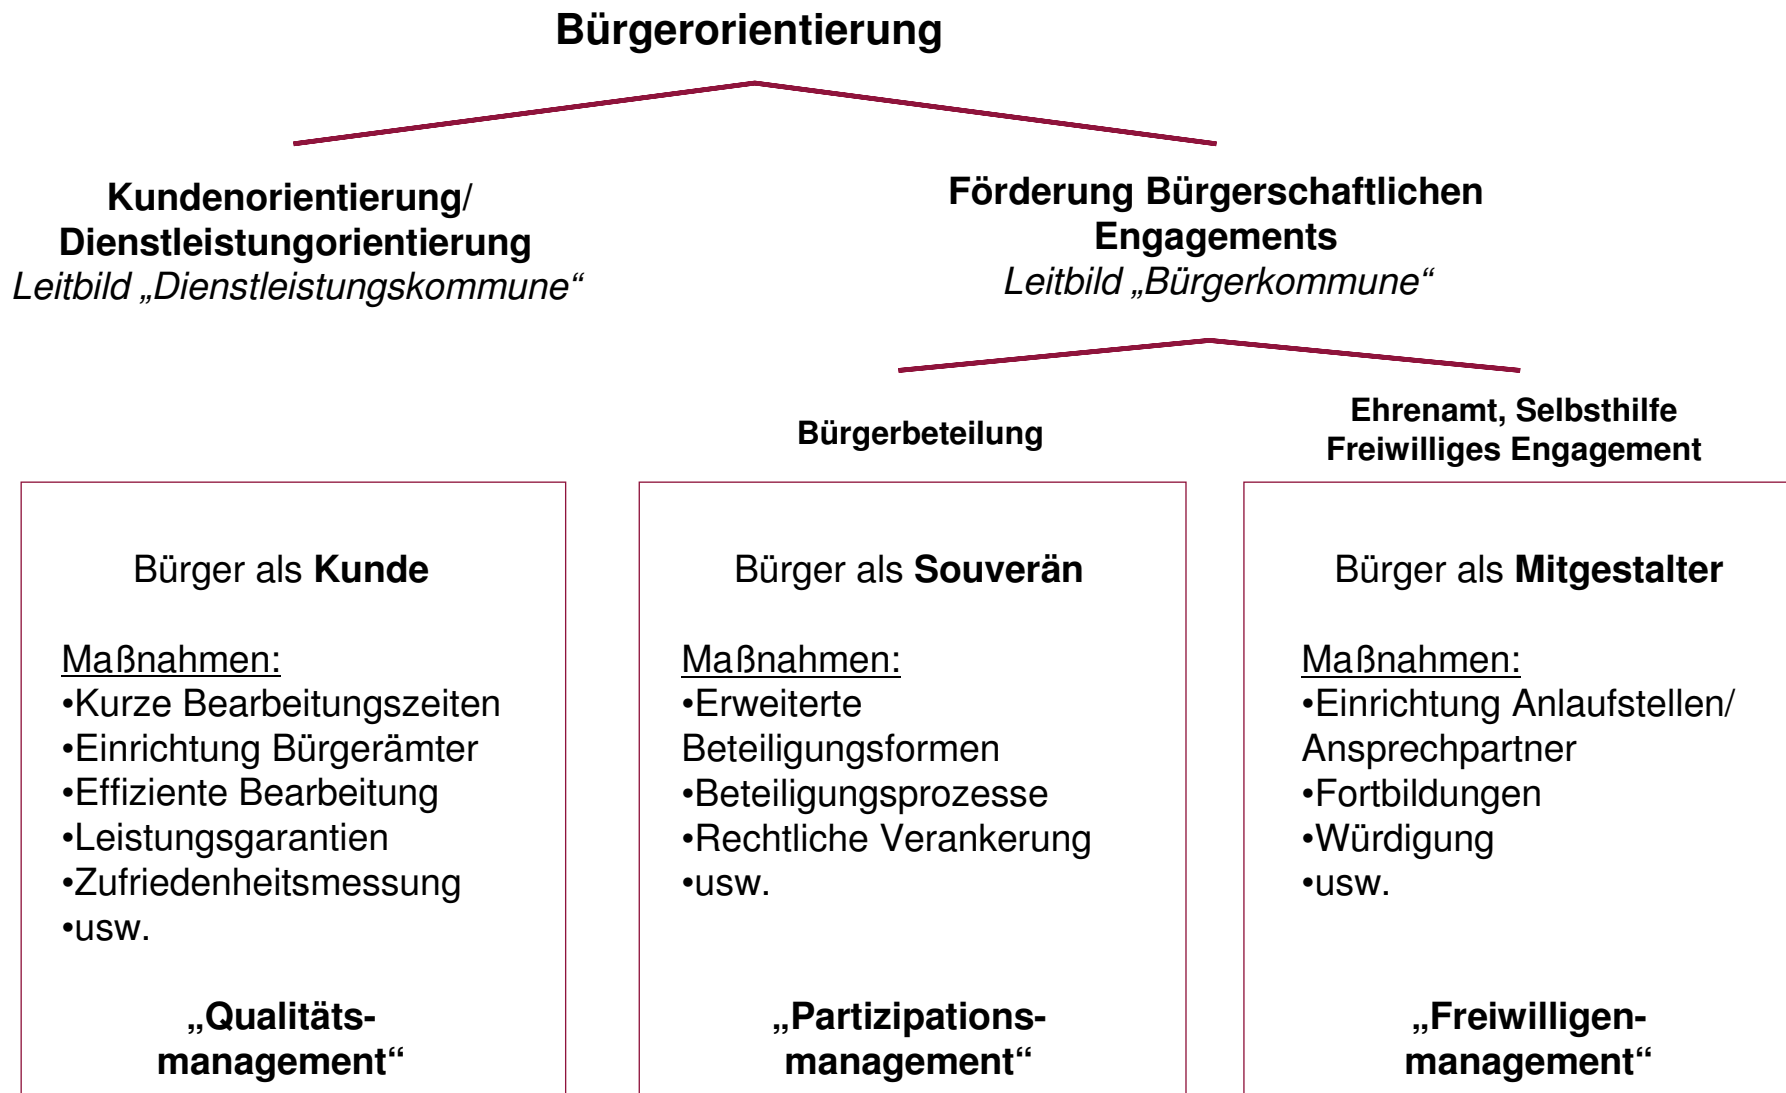 Bürgerorientierung
Kundenorientierung/
Dienstleistungorientierung
Leitbild „Dienstleistungskommune“
Förderung Bürgerschaftlichen
Engagements
Leitbild „Bürgerkommune“
Bürgerbeteilung
Ehrenamt, Selbsthilfe
Freiwilliges Engagement
Bürger als Kunde
Maßnahmen:
•Kurze Bearbeitungszeiten
•Einrichtung Bürgerämter
•Effiziente Bearbeitung
•Leistungsgarantien
•Zufriedenheitsmessung
•usw.
„Qualitäts-
management“
Bürger als Souverän
Maßnahmen:
•Erweiterte
Beteiligungsformen
•Beteiligungsprozesse
•Rechtliche Verankerung
•usw.
„Partizipations-
management“
Bürger als Mitgestalter
Maßnahmen:
•Einrichtung Anlaufstellen/
Ansprechpartner
•Fortbildungen
•Würdigung
•usw.
„Freiwilligen-
management“